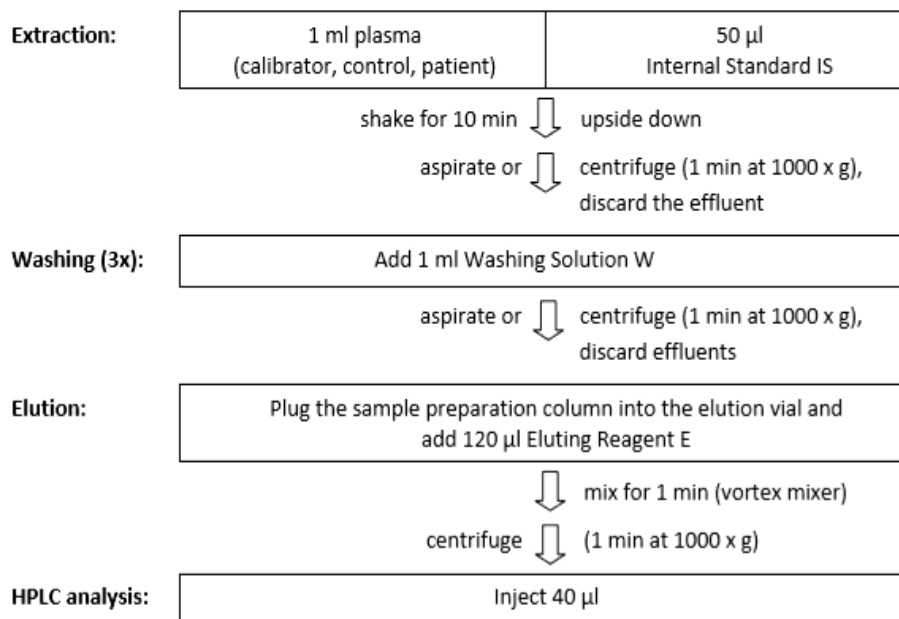 Extraction:
1 ml plasma
(calibrator, control, patient)
50 µl
Internal Standard IS
shake for 10 min
upside down
aspirate or
centrifuge (1 min at 1000 x g),
discard the effluent
Washing (3x):
Add 1 ml Washing Solution W
aspirate or
centrifuge (1 min at 1000 x g),
discard effluents
Elution:
Plug the sample preparation column into the elution vial and
add 120 µl Eluting Reagent E
mix for 1 min (vortex mixer)
centrifuge
(1 min at 1000 x g)
HPLC analysis:
Inject 40 µl